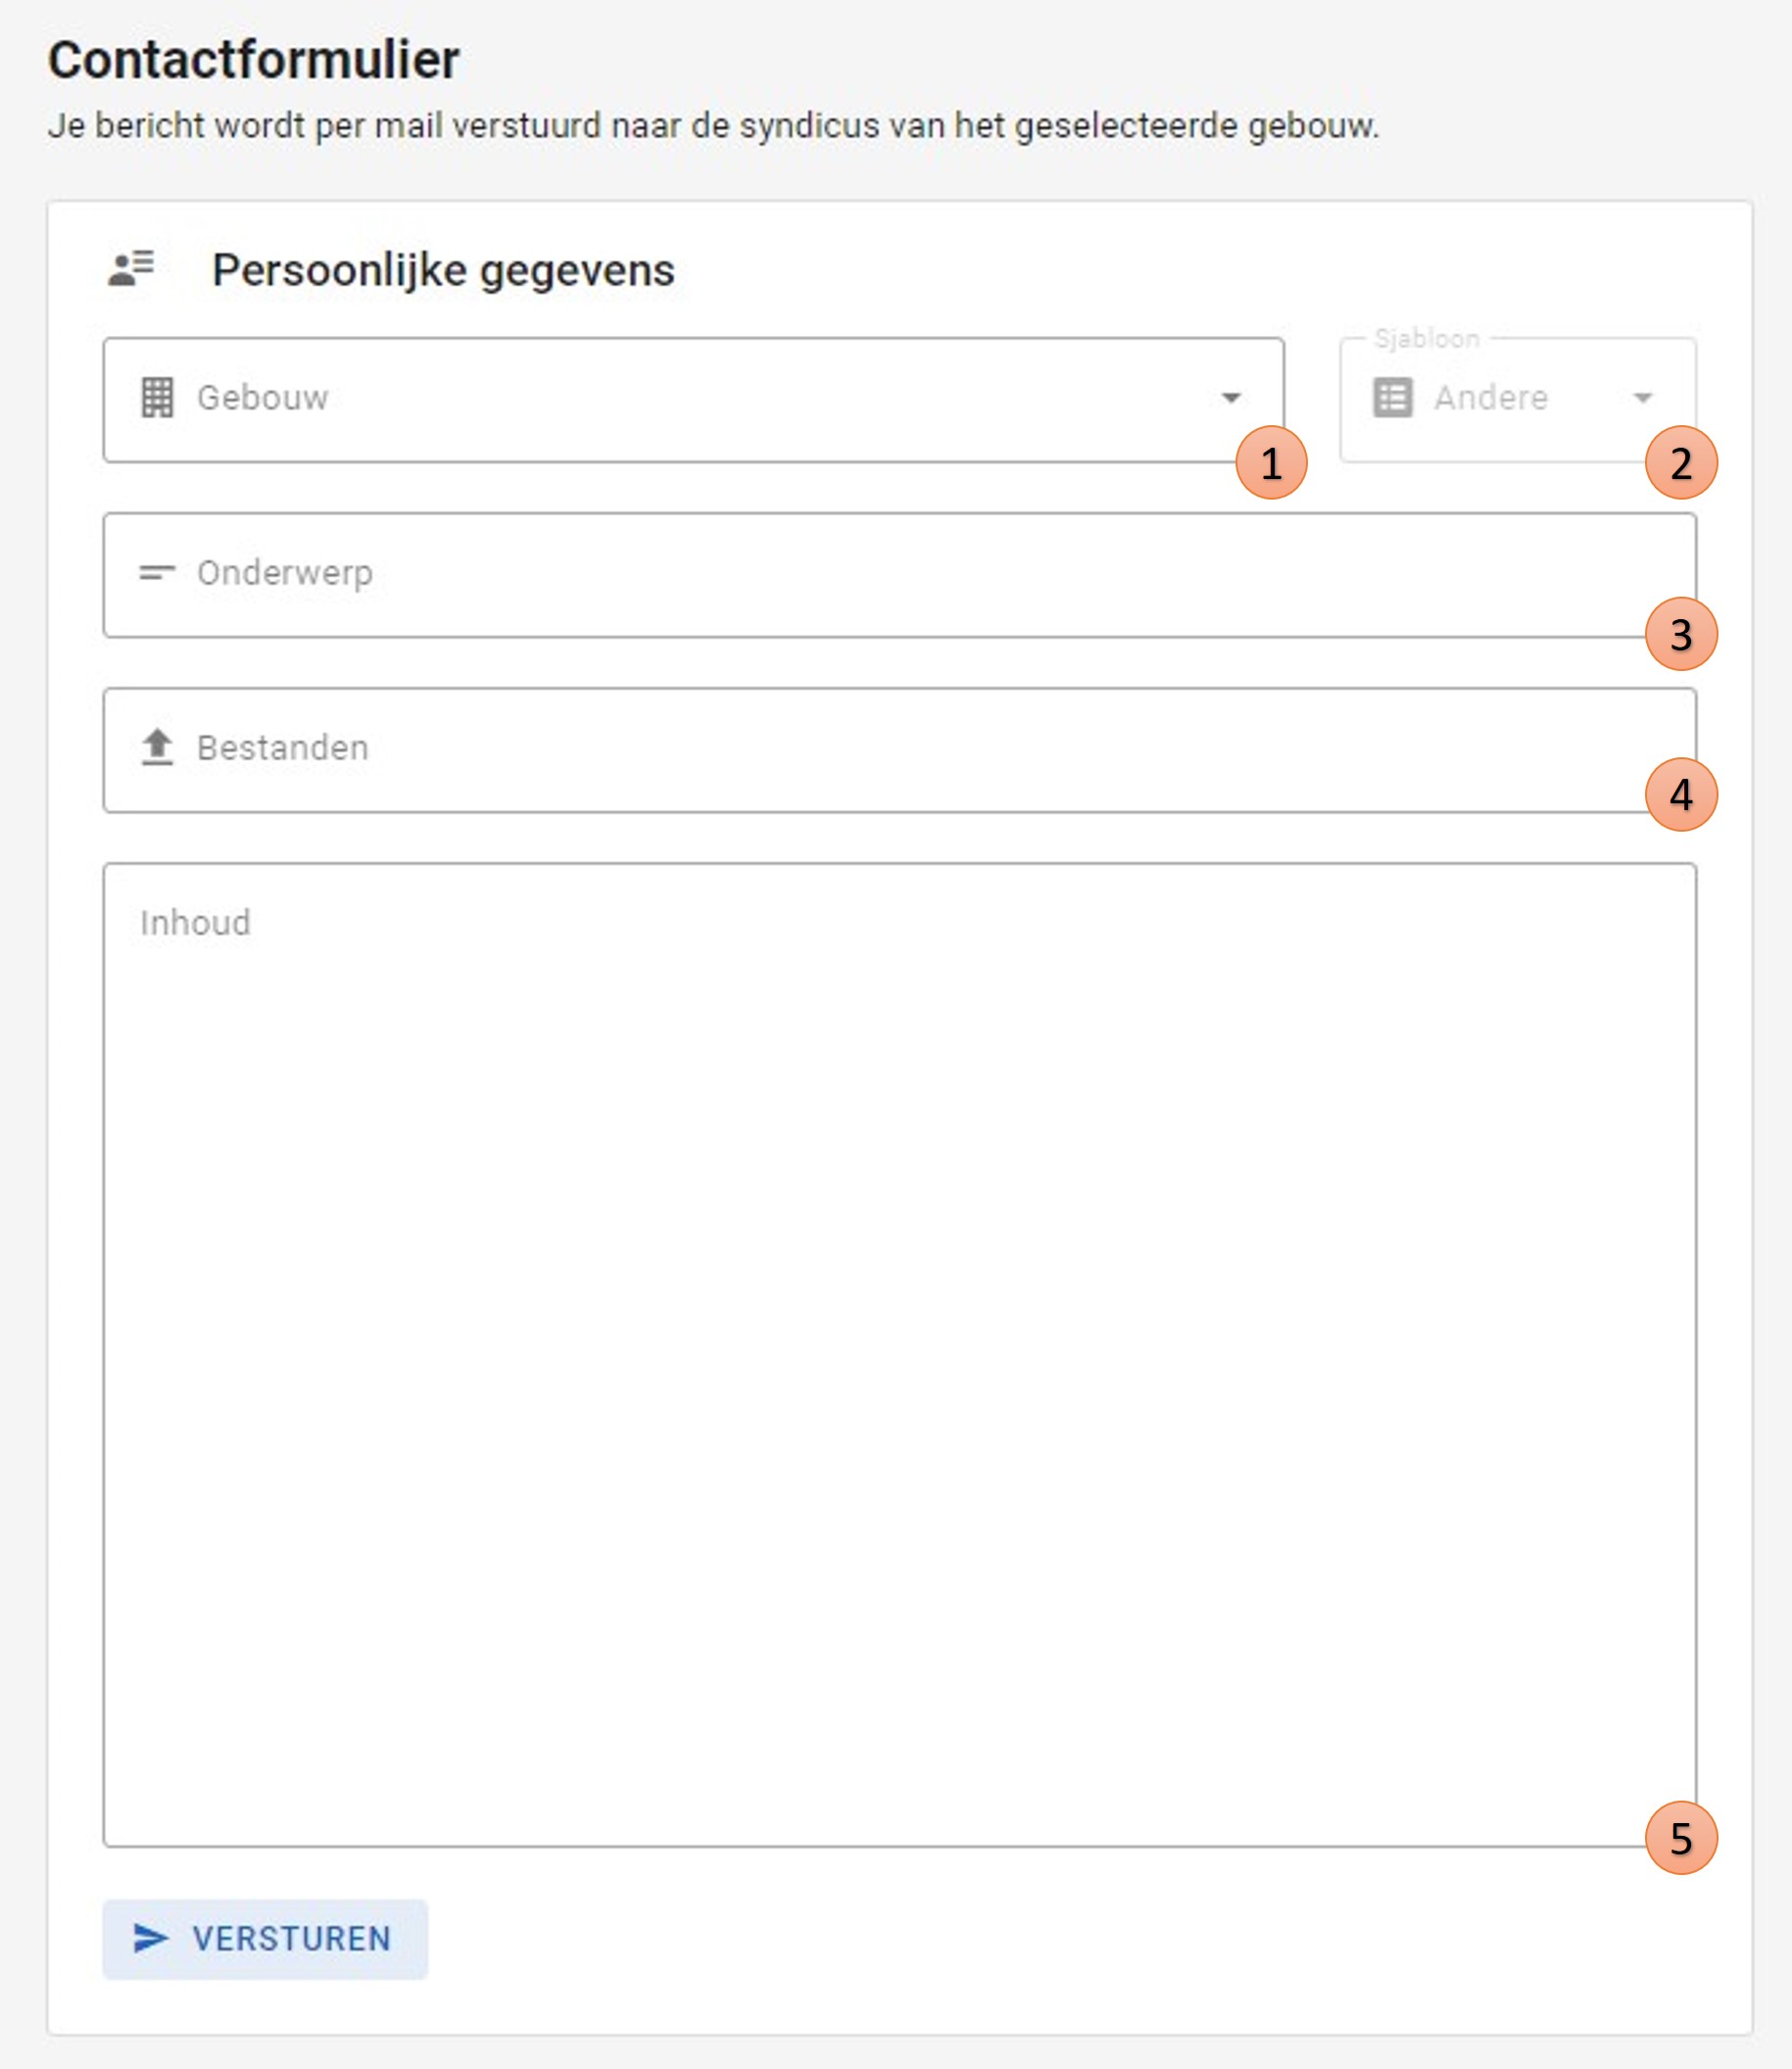 Contactformulier
Je bericht wordt per mail verstuurd naar de syndicus van het geselecteerde gebouw.
Persoonlijke gegevens
Sjabloon
Gebouw
Andere
1
2
Onderwerp
3
Bestanden
4
Inhoud
5
VERSTUREN